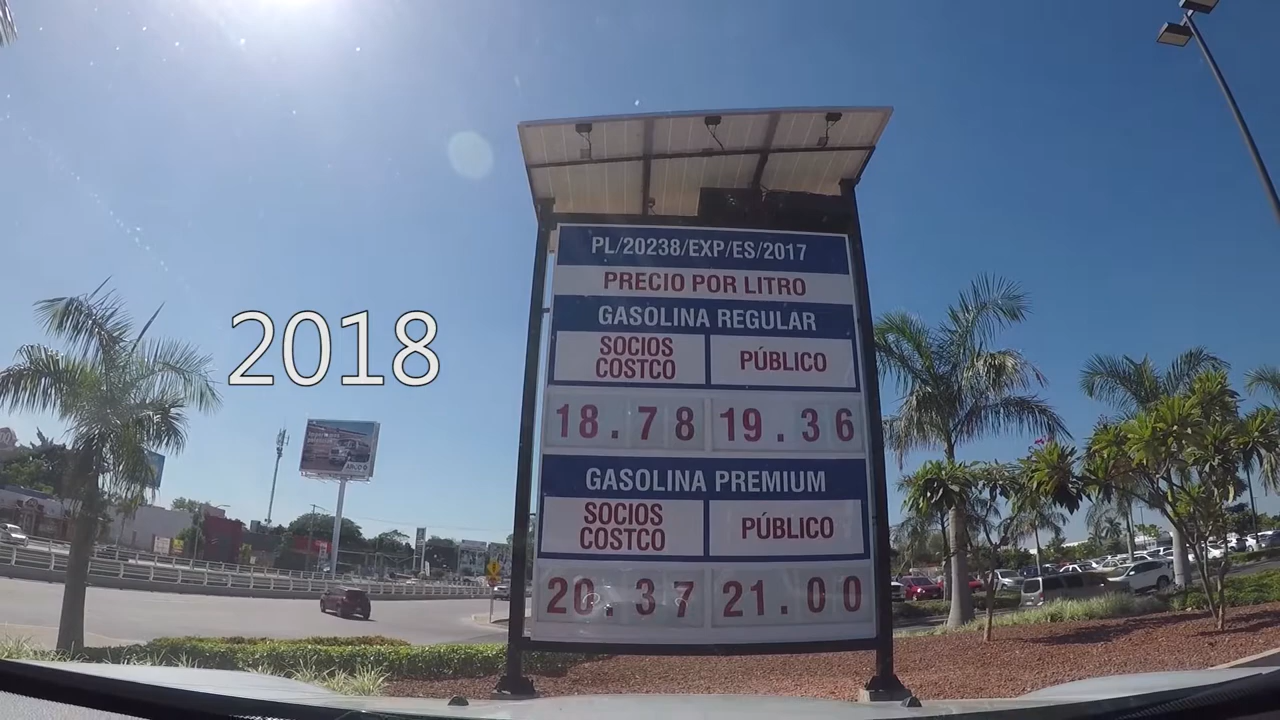 2018
PL/20238/EXP/ES/2017
PRECIO POR LITRO
GASOLINA REGULAR
SOCIOS COSTCO
PÚBLICO
18.78
19.36
GASOLINA PREMIUM
SOCIOS COSTCO
PÚBLICO
20.37
21.00